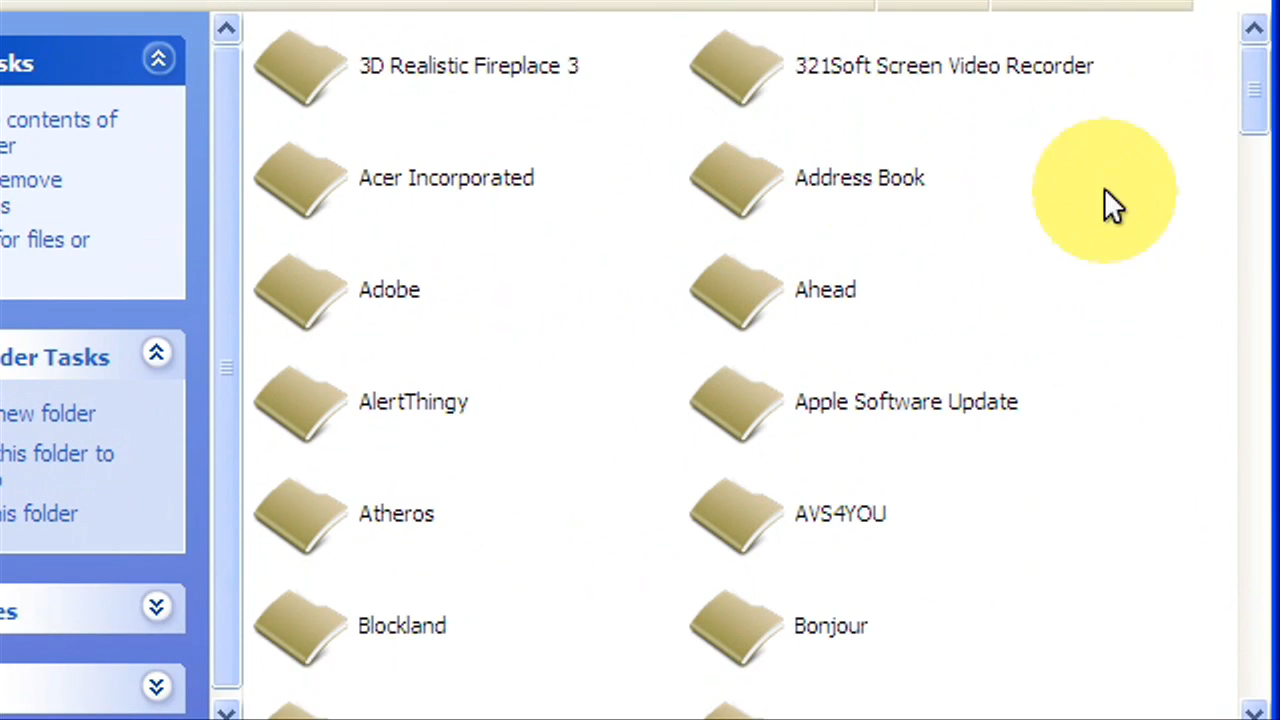 sks
contents of
er
emove
s
for files or
der Tasks
new folder
this folder to
his folder
es
3D Realistic Fireplace 3
321Soft Screen Video Recorder
Acer Incorporated
Address Book
Adobe
Ahead
AlertThingy
Apple Software Update
Atheros
AVS4YOU
Blockland
Bonjour